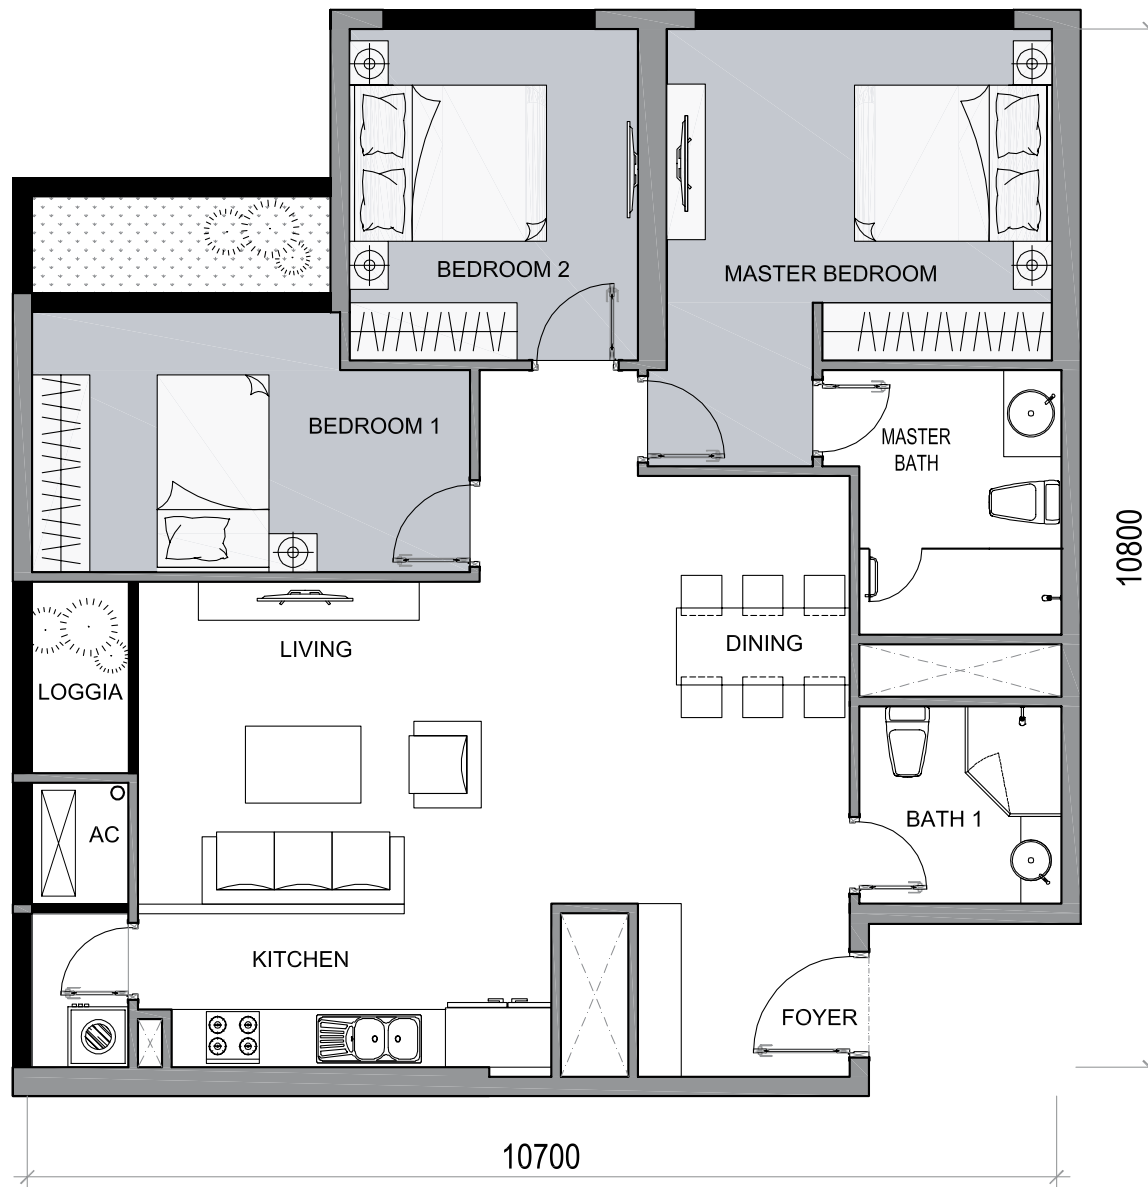 BEDROOM 2
MASTER BEDROOM
BEDROOM 1
MASTER
BATH
10800
LIVING
DINING
LOGGIA
BATH 1
AC
KITCHEN
FOYER
10700